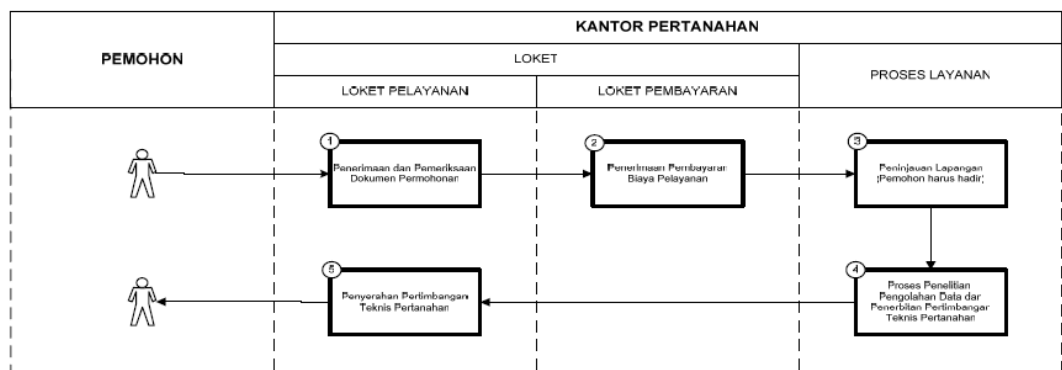 PEMOHON
KANTOR PERTANAHAN
LOKET
PROSES LAYANAN
LOKET PELAYANAN
LOKET PEMBAYARAN
1
Penerimaan dan Pemeriksaan
Dokumen Permohonan
2
Penerimaan Pembayaran
Biaya Pelayanan
3
Peninjauan Lapangan
(Pemohon harus hadir)
5
Penyerahan Pertimbangan
Teknis Pertanahan
4
Proses Penelitian
Pengolahan Data dan
Penerbitan Pertimbangan
Teknis Pertanahan